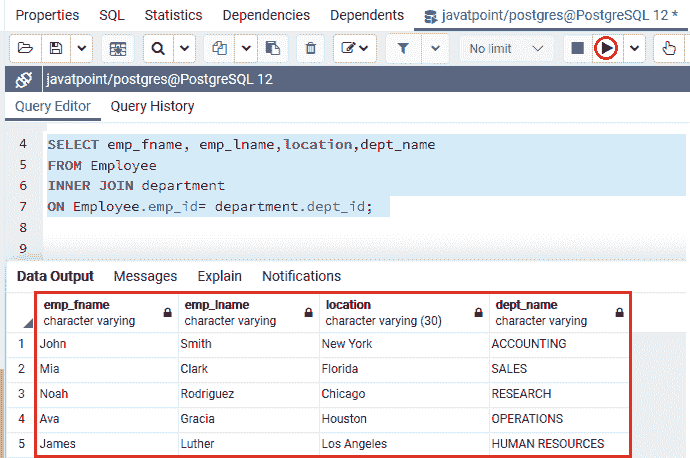 Properties SQL Statistics Dependencies Dependents javatpoint/postgres@PostgreSQL 12 *
No limit
javatpoint/postgres@PostgreSQL 12
Query Editor Query History
4 SELECT emp_fname, emp_lname,location,dept_name
5 FROM Employee
6 INNER JOIN department
7 ON Employee.emp_id= department.dept_id;
8
9
Data Output Messages Explain Notifications
emp_fname emp_lname location dept_name
character varying character varying character varying (30) character varying
1 John Smith New York ACCOUNTING
2 Mia Clark Florida SALES
3 Noah Rodriguez Chicago RESEARCH
4 Ava Gracia Houston OPERATIONS
5 James Luther Los Angeles HUMAN RESOURCES